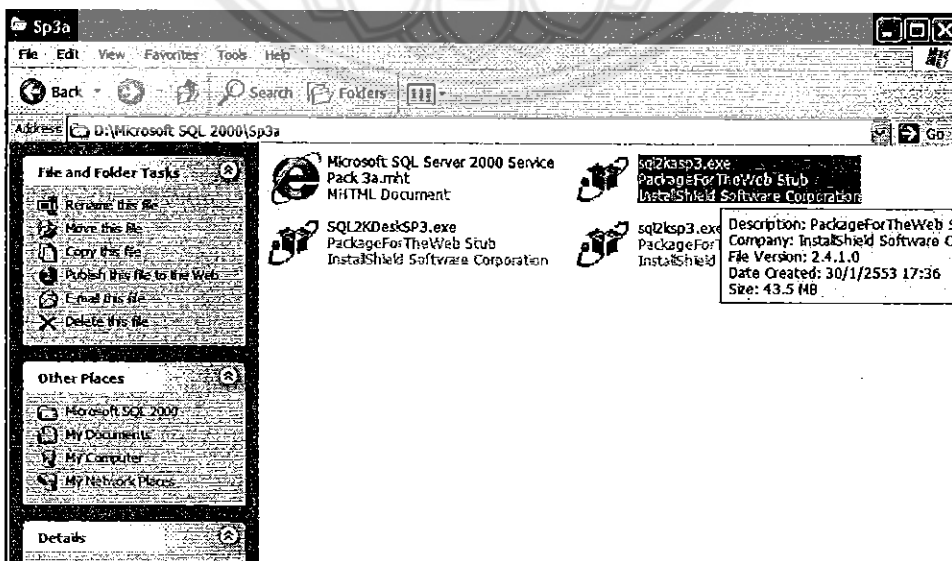 Sp3a
File Edit View Favorites Tools Help
Back Search Folders
Address D:\Microsoft SQL 2000\Sp3a Go
File and Folder Tasks
Rename this file
Move this file
Copy this file
Publish this file to the Web
E-mail this file
Delete this file
Other Places
Microsoft SQL 2000
My Documents
My Computer
My Network Places
Details
Microsoft SQL Server 2000 Service
Pack 3a.mht
MHTML Document
sql2kasp3.exe
PackageForTheWeb Stub
InstallShield Software Corporation
SQL2KDeskSP3.exe
PackageForTheWeb Stub
InstallShield Software Corporation
sql2ksp3.exe
PackageForT
InstallShield
Description: PackageForTheWeb S
Company: InstallShield Software C
File Version: 2.4.1.0
Date Created: 30/1/2553 17:36
Size: 43.5 MB